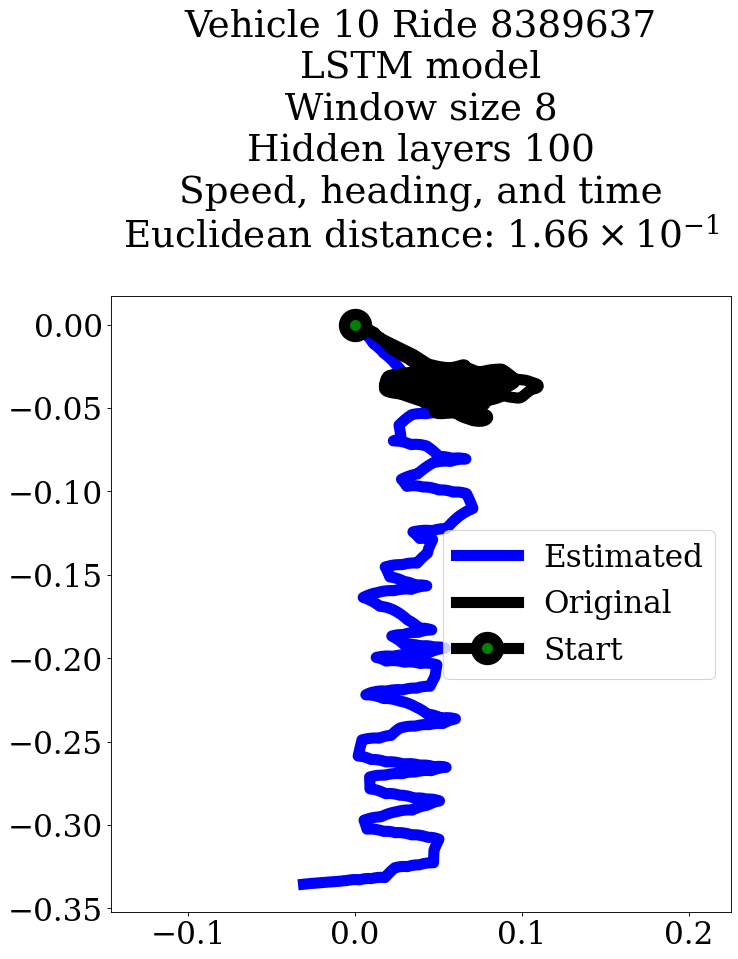 Vehicle 10 Ride 8389637
LSTM model
Window size 8
Hidden layers 100
Speed, heading, and time
Euclidean distance: 1.66 × 10⁻¹
0.00
−0.05
−0.10
−0.15
−0.20
−0.25
−0.30
−0.35
Estimated
Original
Start
−0.1
0.0
0.1
0.2